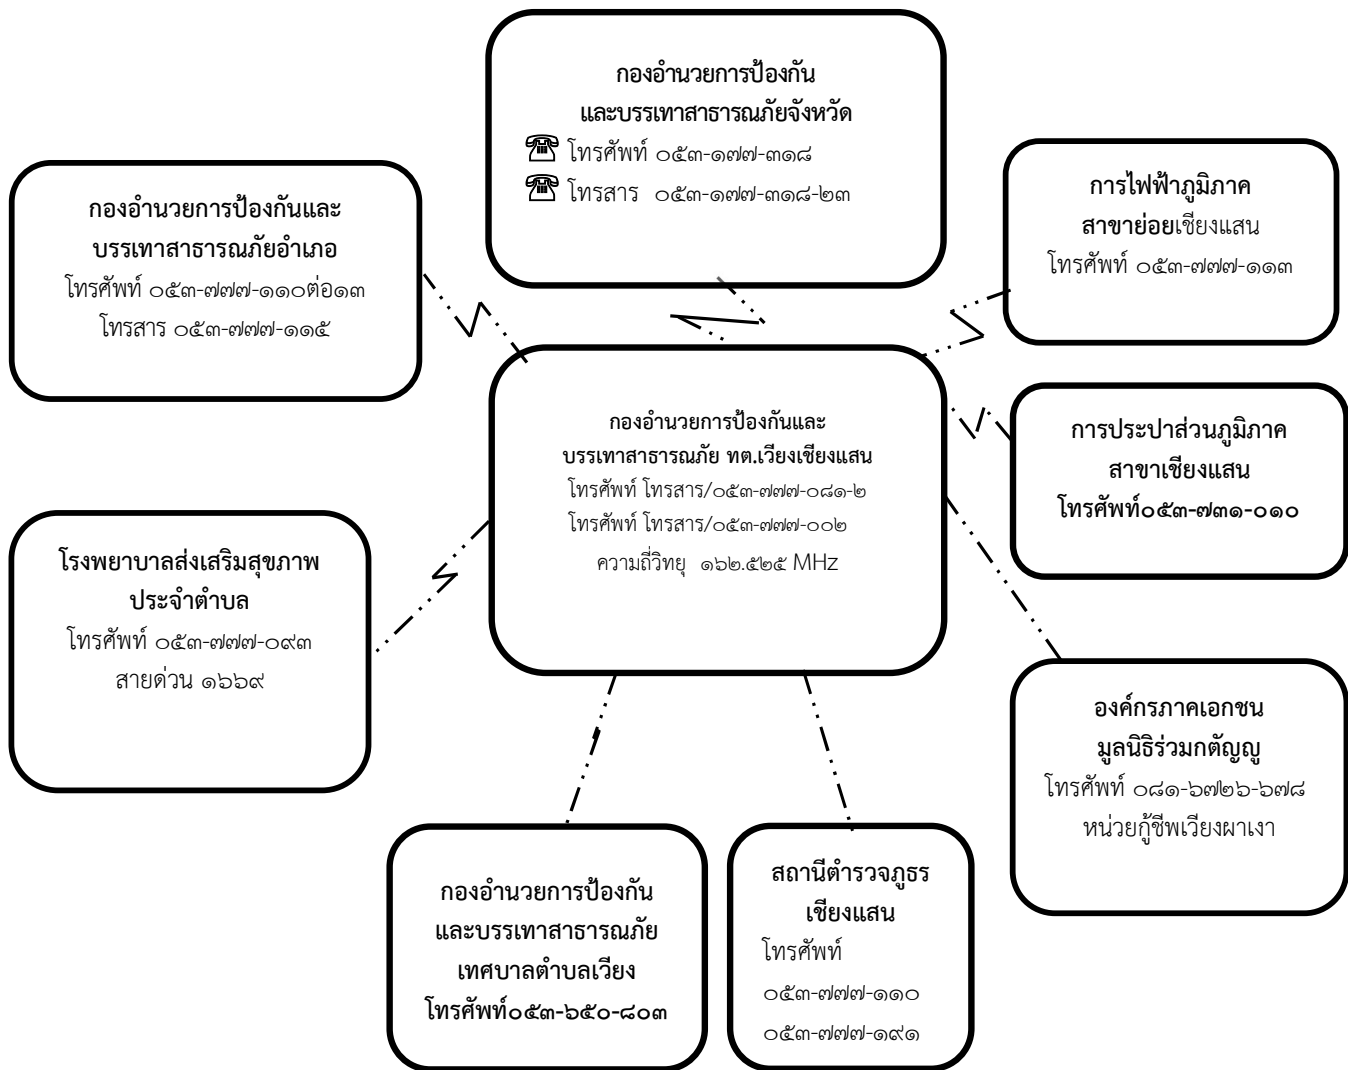 กองอำนวยการป้องกัน
และบรรเทาสาธารณภัยจังหวัด
โทรศัพท์ ๐๕๓-๑๗๗-๓๑๘
โทรสาร ๐๕๓-๑๗๗-๓๑๘-๒๓
กองอำนวยการป้องกันและ
บรรเทาสาธารณภัยอำเภอ
โทรศัพท์ ๐๕๓-๗๗๗-๑๑๐ต่อ๑๓
โทรสาร ๐๕๓-๗๗๗-๑๑๕
การไฟฟ้าภูมิภาค
สาขาย่อยเชียงแสน
โทรศัพท์ ๐๕๓-๗๗๗-๑๑๓
กองอำนวยการป้องกันและ
บรรเทาสาธารณภัย ทต.เวียงเชียงแสน
โทรศัพท์ โทรสาร/๐๕๓-๗๗๗-๐๘๑-๒
โทรศัพท์ โทรสาร/๐๕๓-๗๗๗-๐๐๒
ความถี่วิทยุ ๑๖๒.๕๒๕ MHz
การประปาส่วนภูมิภาค
สาขาเชียงแสน
โทรศัพท์๐๕๓-๗๓๑-๐๑๐
โรงพยาบาลส่งเสริมสุขภาพ
ประจำตำบล
โทรศัพท์ ๐๕๓-๗๗๗-๐๙๓
สายด่วน ๑๖๖๙
องค์กรภาคเอกชน
มูลนิธิร่วมกตัญญู
โทรศัพท์ ๐๘๑-๖๗๒๖-๖๗๘
หน่วยกู้ชีพเวียงผาเงา
กองอำนวยการป้องกัน
และบรรเทาสาธารณภัย
เทศบาลตำบลเวียง
โทรศัพท์๐๕๓-๖๕๐-๘๐๓
สถานีตำรวจภูธร
เชียงแสน
โทรศัพท์
๐๕๓-๗๗๗-๑๑๐
๐๕๓-๗๗๗-๑๙๑